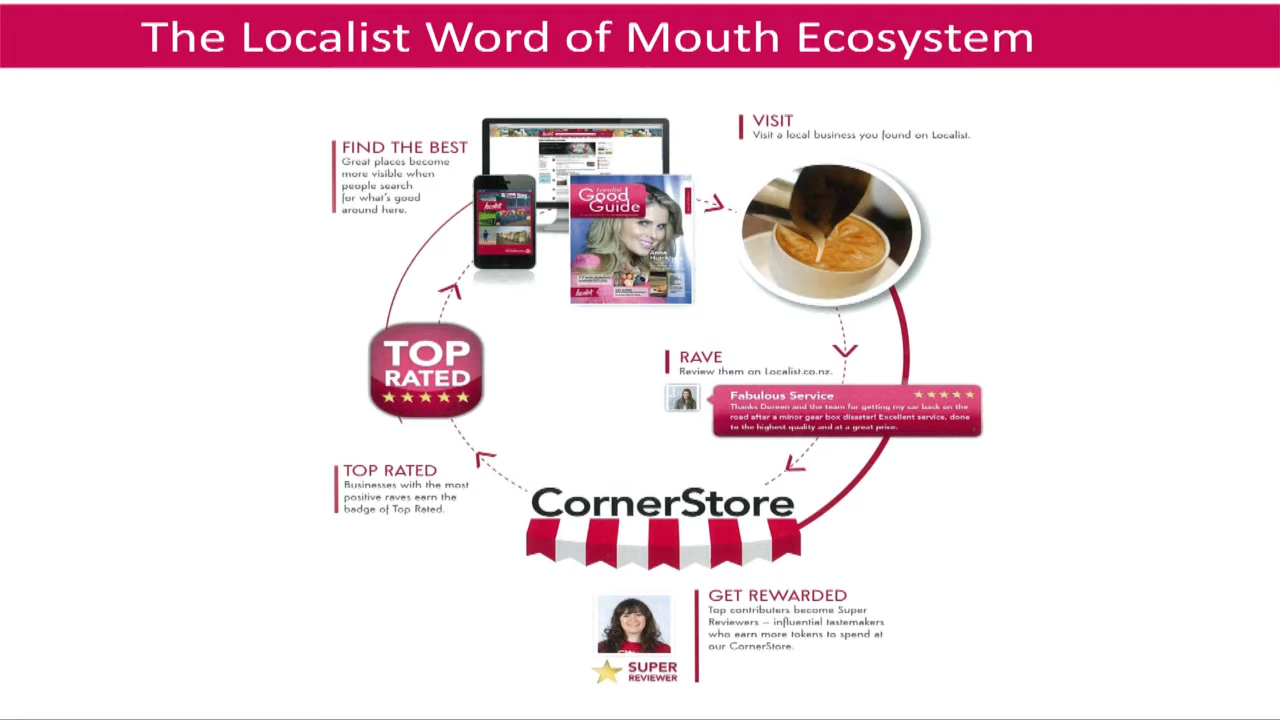 The Localist Word of Mouth Ecosystem
FIND THE BEST
Great places become
more visible when
people search
for what's good
around here.
Localist
Good
Guide
VISIT
Visit a local business you found on Localist.
RAVE
Review them on Localist.co.nz.
Fabulous Service
Thanks Doreen and the team for getting my car back on the
road after a minor gear box disaster! Excellent service, done
to the highest quality and at a great price.
TOP
RATED
TOP RATED
Businesses with the most
positive raves earn the
badge of Top Rated.
CornerStore
GET REWARDED
Top contributers become Super
Reviewers – influential tastemakers
who earn more tokens to spend at
our CornerStore.
SUPER
REVIEWER